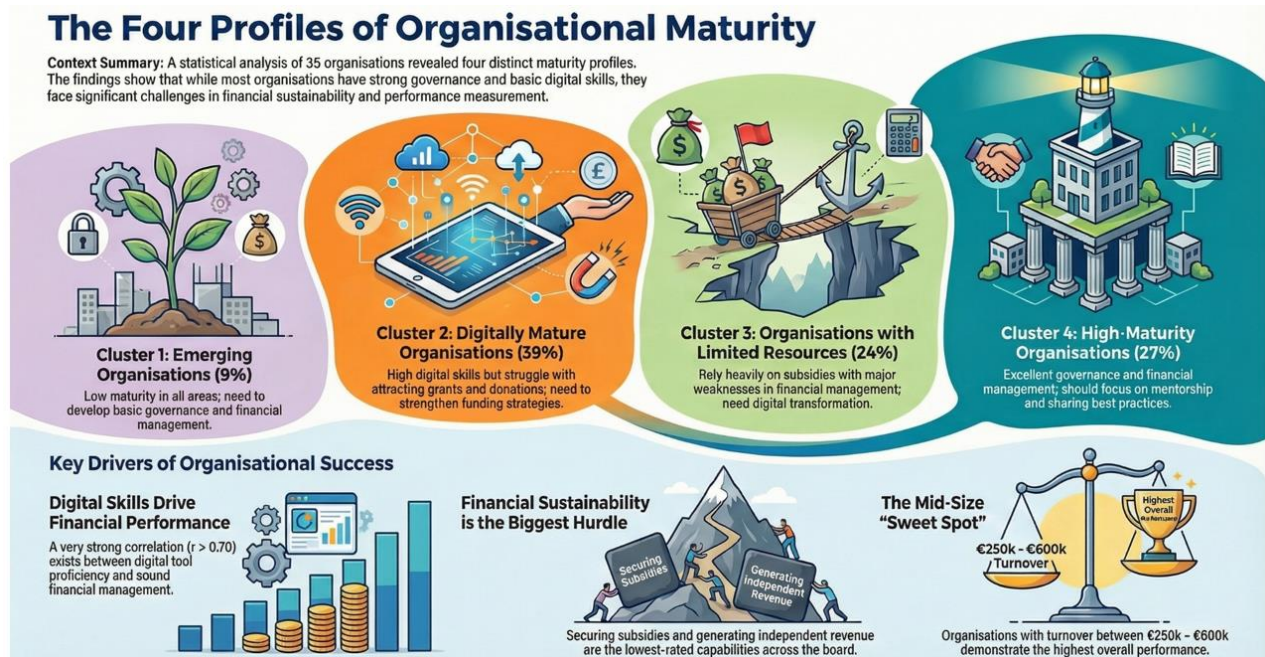 The Four Profiles of Organisational Maturity
Context Summary: A statistical analysis of 35 organisations revealed four distinct maturity profiles.
The findings show that while most organisations have strong governance and basic digital skills, they
face significant challenges in financial sustainability and performance measurement.
$
Cluster 1: Emerging
Organisations (9%)
Low maturity in all areas; need to
develop basic governance and financial
management.
£
Cluster 2: Digitally Mature
Organisations (39%)
High digital skills but struggle with
attracting grants and donations; need to
strengthen funding strategies.
$
$
$
$
Cluster 3: Organisations with
Limited Resources (24%)
Rely heavily on subsidies with major
weaknesses in financial management;
need digital transformation.
Cluster 4: High-Maturity
Organisations (27%)
Excellent governance and financial
management; should focus on mentorship
and sharing best practices.
Key Drivers of Organisational Success
Digital Skills Drive
Financial Performance
A very strong correlation (r > 0.70)
exists between digital tool
proficiency and sound
financial management.
Financial Sustainability
is the Biggest Hurdle
Securing
Subsidies
Generating
Independent
Revenue
Securing subsidies and generating independent revenue
are the lowest-rated capabilities across the board.
The Mid-Size
“Sweet Spot”
€250k – €600k
Turnover
Highest
Overall
Organisations with turnover between €250k – €600k
demonstrate the highest overall performance.